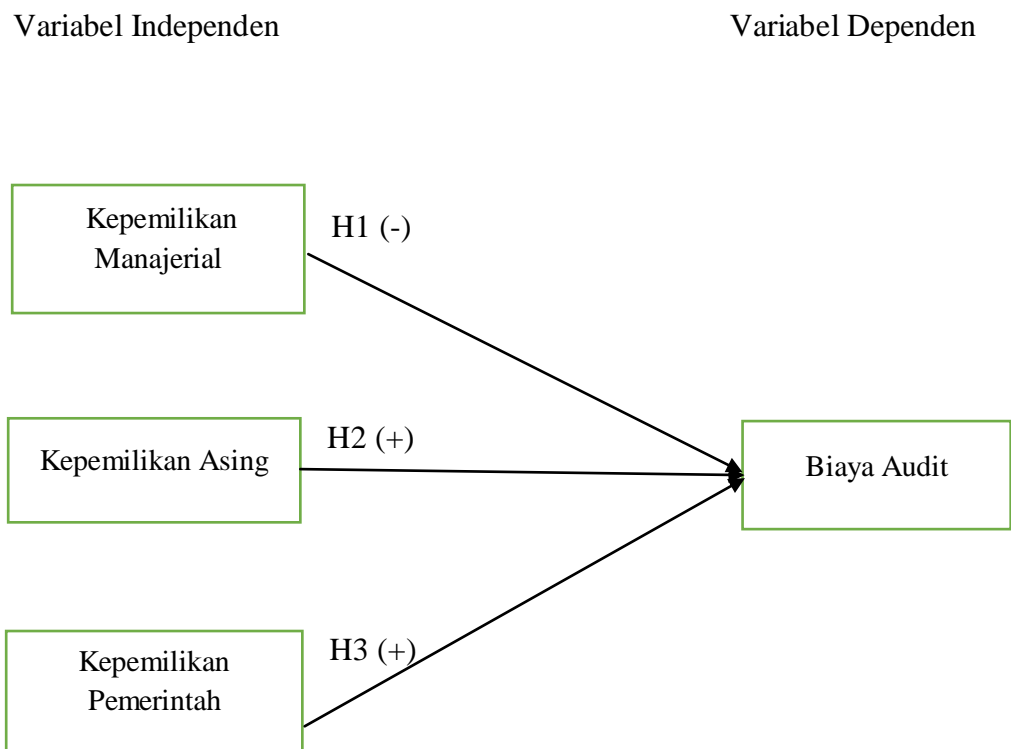 Variabel Independen
Variabel Dependen
Kepemilikan
Manajerial
H1 (-)
Kepemilikan Asing
H2 (+)
Biaya Audit
Kepemilikan
Pemerintah
H3 (+)